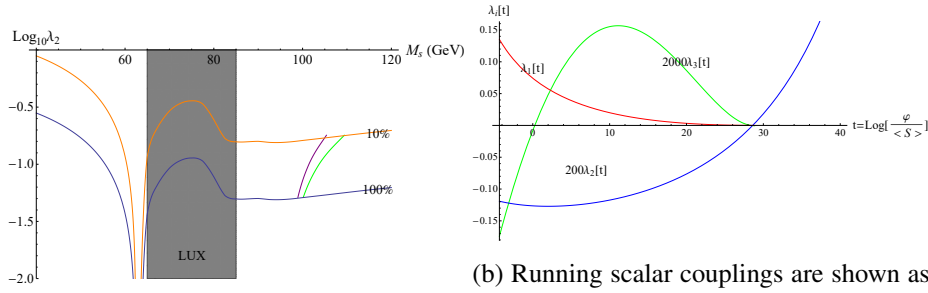 Log₁₀λ₂
60
80
100
120
Mₛ (GeV)
-0.5
-1.0
-1.5
-2.0
10%
100%
LUX
λᵢ[t]
0.15
0.10
0.05
-0.05
-0.10
-0.15
λ₁[t]
2000λ₃[t]
200λ₂[t]
10
20
30
40
t=Log[φ/<S>]
(b) Running scalar couplings are shown as